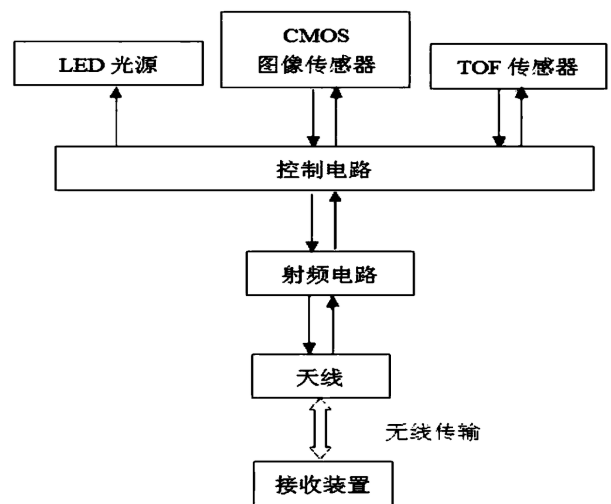 LED 光源
CMOS
图像传感器
TOF 传感器
控制电路
射频电路
天线
无线传输
接收装置